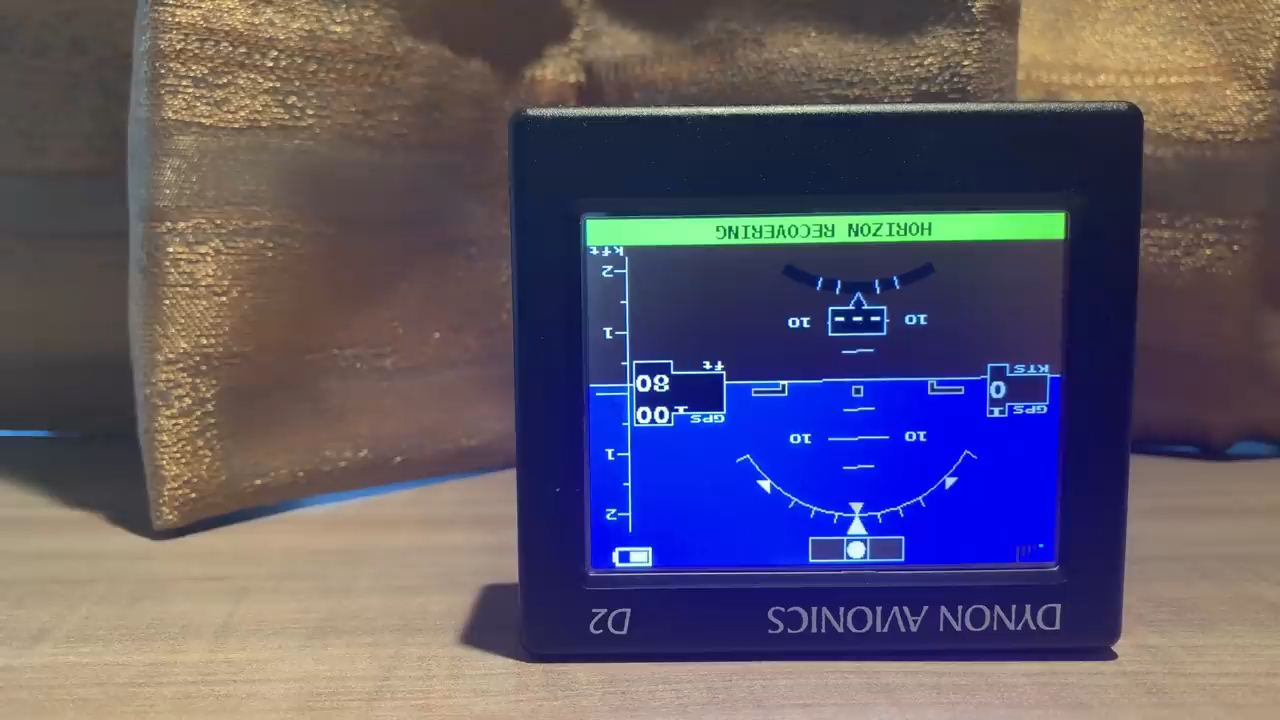 DYNON AVIONICS D2
2
10 10
1
GPS GPS
00
0 80
KTS ft
1
10 --- 10
2
kft
HORIZON RECOVERING